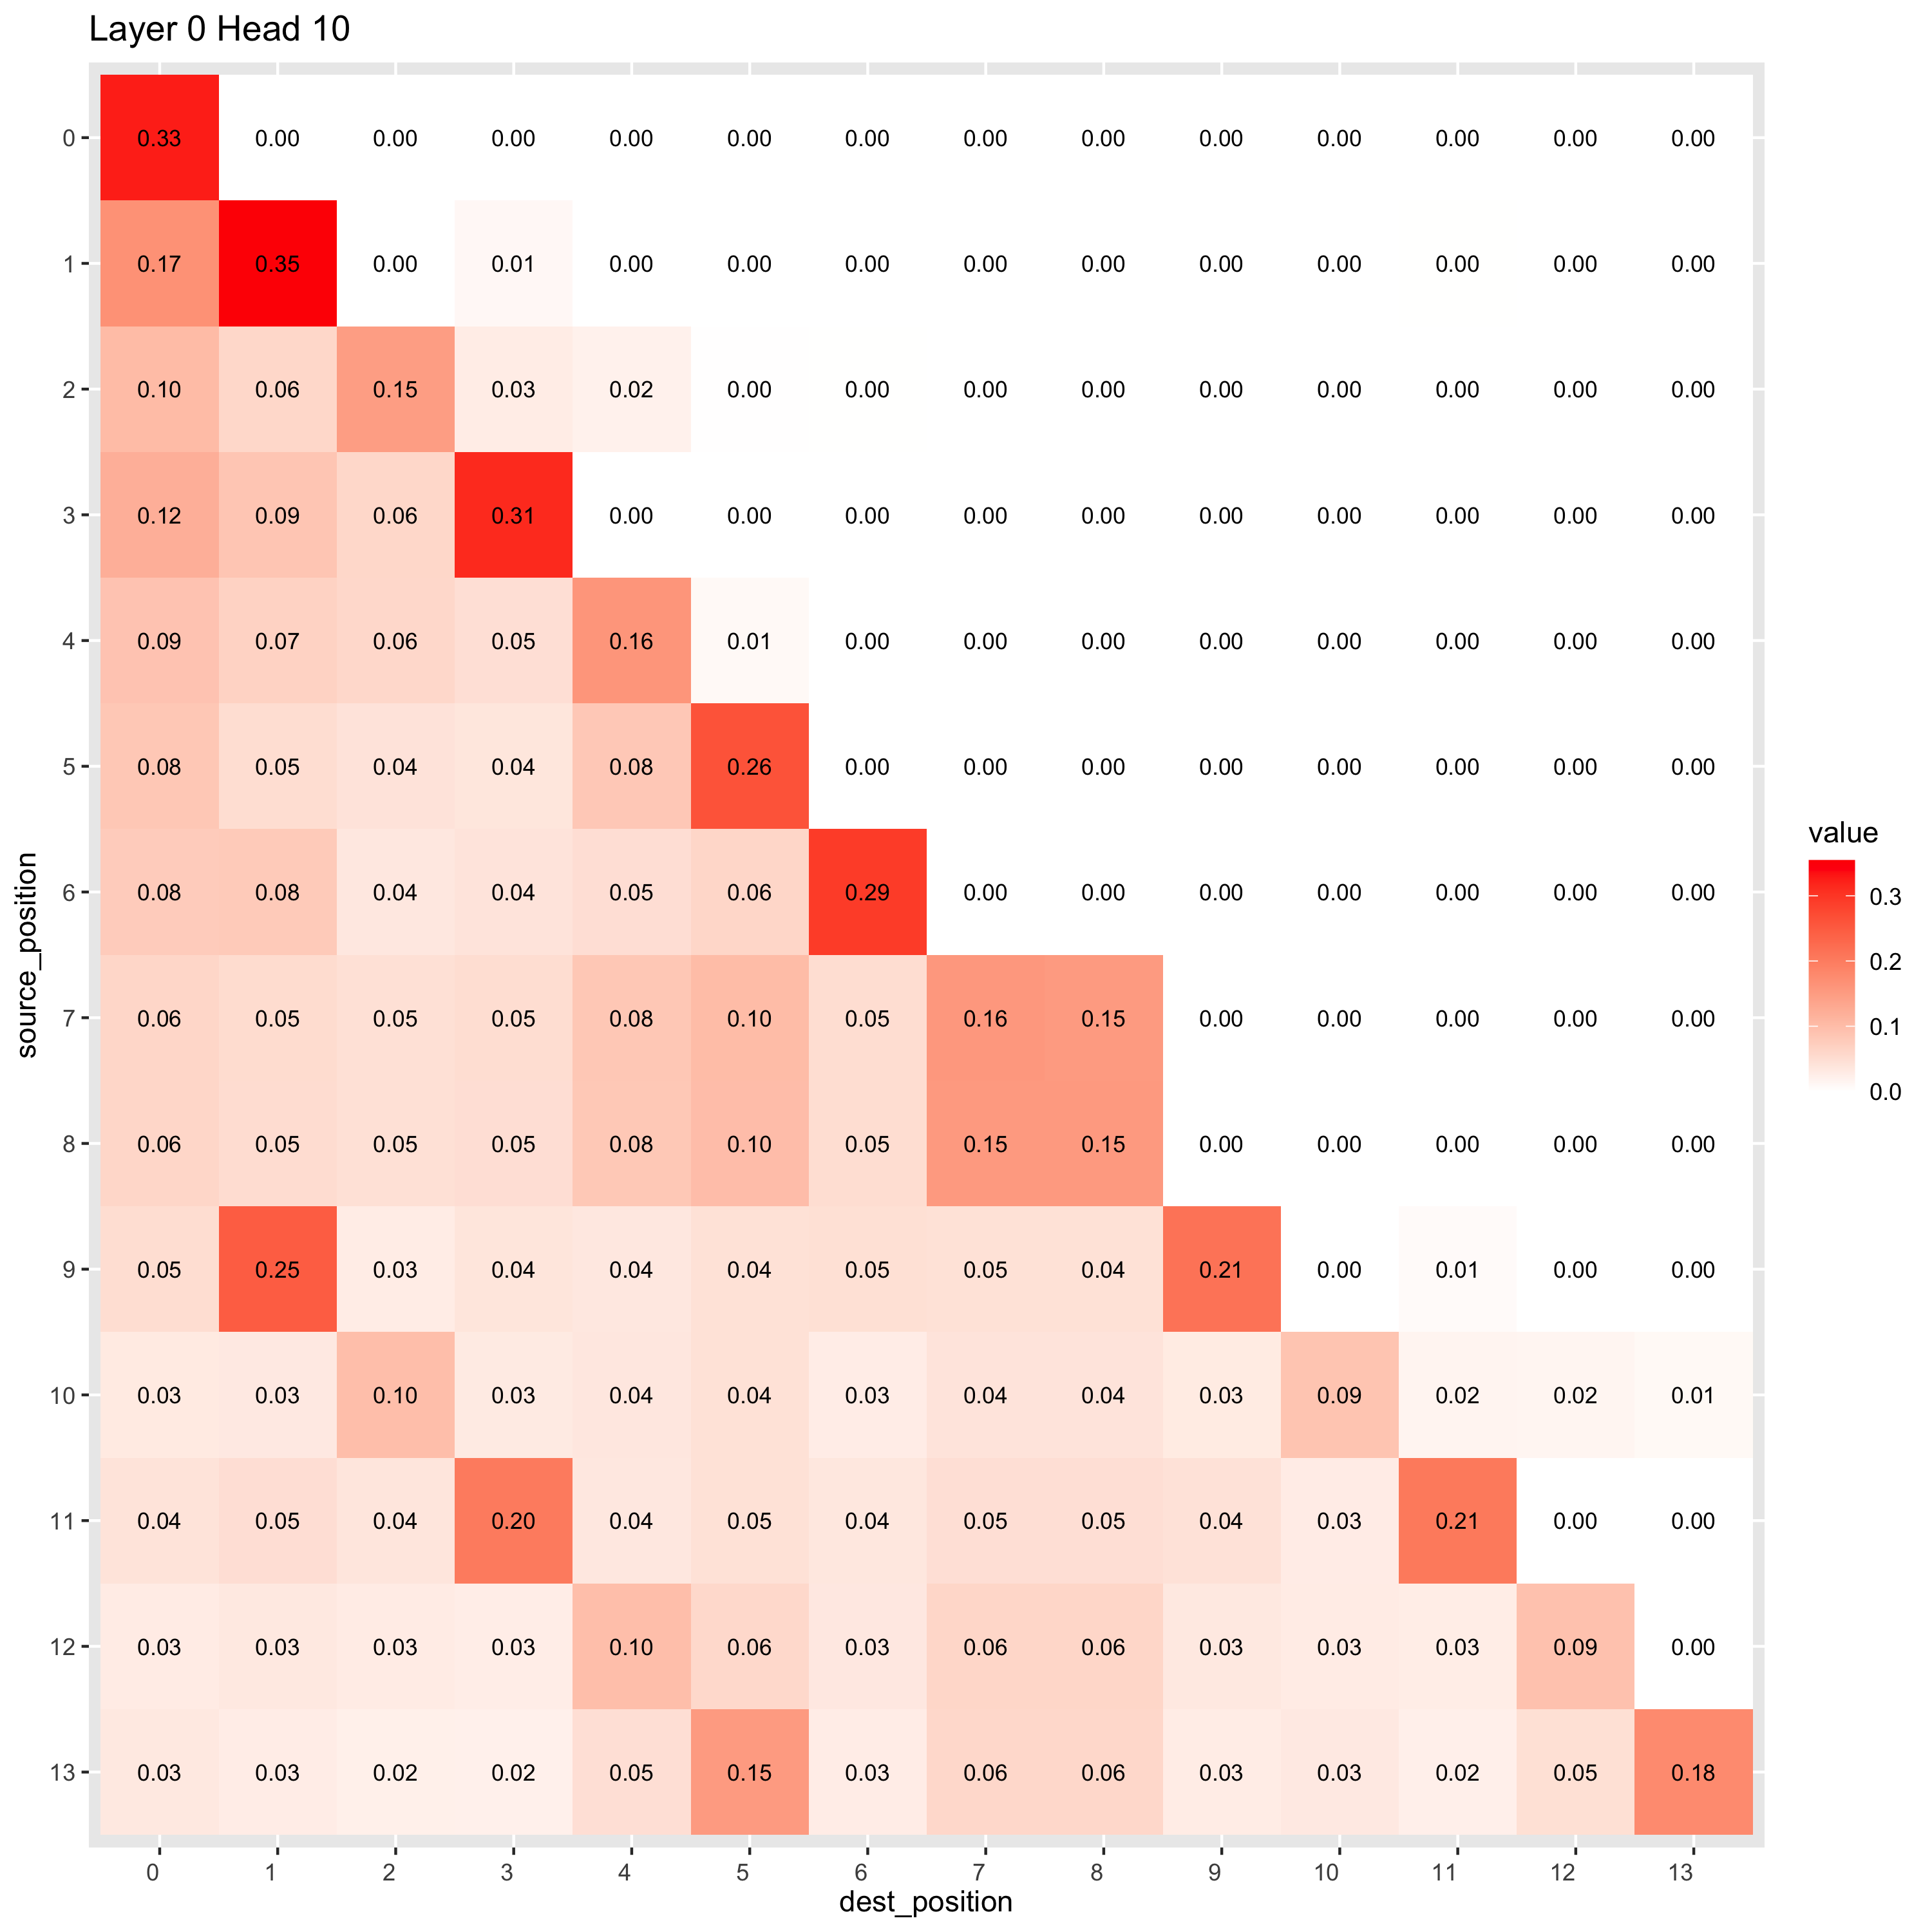 Layer 0 Head 10
0 0.33 0.00 0.00 0.00 0.00 0.00 0.00 0.00 0.00 0.00 0.00 0.00 0.00 0.00
1 0.17 0.35 0.00 0.01 0.00 0.00 0.00 0.00 0.00 0.00 0.00 0.00 0.00 0.00
2 0.10 0.06 0.15 0.03 0.02 0.00 0.00 0.00 0.00 0.00 0.00 0.00 0.00 0.00
3 0.12 0.09 0.06 0.31 0.00 0.00 0.00 0.00 0.00 0.00 0.00 0.00 0.00 0.00
4 0.09 0.07 0.06 0.05 0.16 0.01 0.00 0.00 0.00 0.00 0.00 0.00 0.00 0.00
5 0.08 0.05 0.04 0.04 0.08 0.26 0.00 0.00 0.00 0.00 0.00 0.00 0.00 0.00
6 0.08 0.08 0.04 0.04 0.05 0.06 0.29 0.00 0.00 0.00 0.00 0.00 0.00 0.00
7 0.06 0.05 0.05 0.05 0.08 0.10 0.05 0.16 0.15 0.00 0.00 0.00 0.00 0.00
8 0.06 0.05 0.05 0.05 0.08 0.10 0.05 0.15 0.15 0.00 0.00 0.00 0.00 0.00
9 0.05 0.25 0.03 0.04 0.04 0.04 0.05 0.05 0.04 0.21 0.00 0.01 0.00 0.00
10 0.03 0.03 0.10 0.03 0.04 0.04 0.03 0.04 0.04 0.03 0.09 0.02 0.02 0.01
11 0.04 0.05 0.04 0.20 0.04 0.05 0.04 0.05 0.05 0.04 0.03 0.21 0.00 0.00
12 0.03 0.03 0.03 0.03 0.10 0.06 0.03 0.06 0.06 0.03 0.03 0.03 0.09 0.00
13 0.03 0.03 0.02 0.02 0.05 0.15 0.03 0.06 0.06 0.03 0.03 0.02 0.05 0.18
0 1 2 3 4 5 6 7 8 9 10 11 12 13
dest_position
source_position
value
0.3
0.2
0.1
0.0